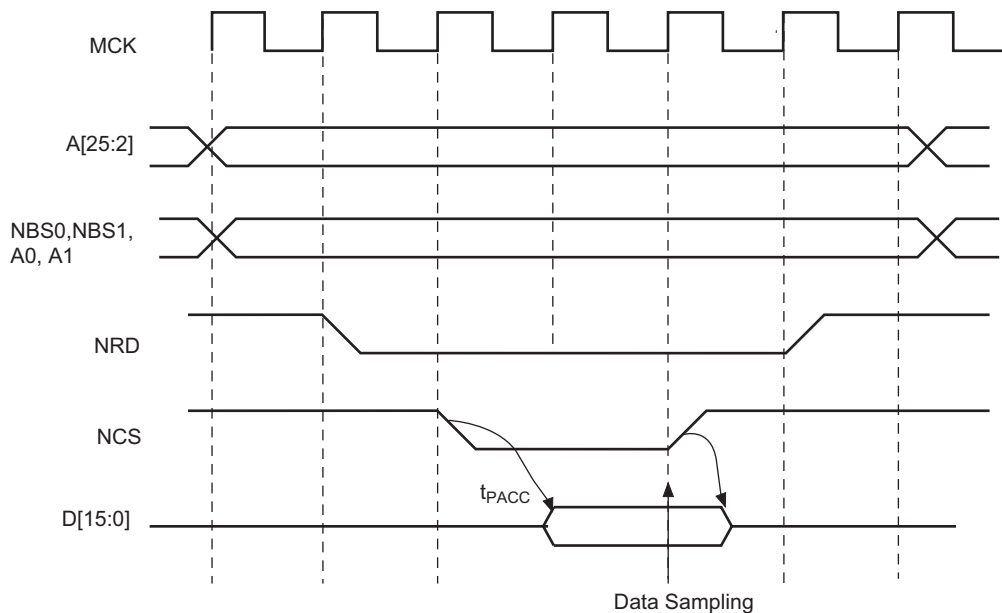 MCK
A[25:2]
NBS0,NBS1,
A0, A1
NRD
NCS
tPACC
D[15:0]
Data Sampling